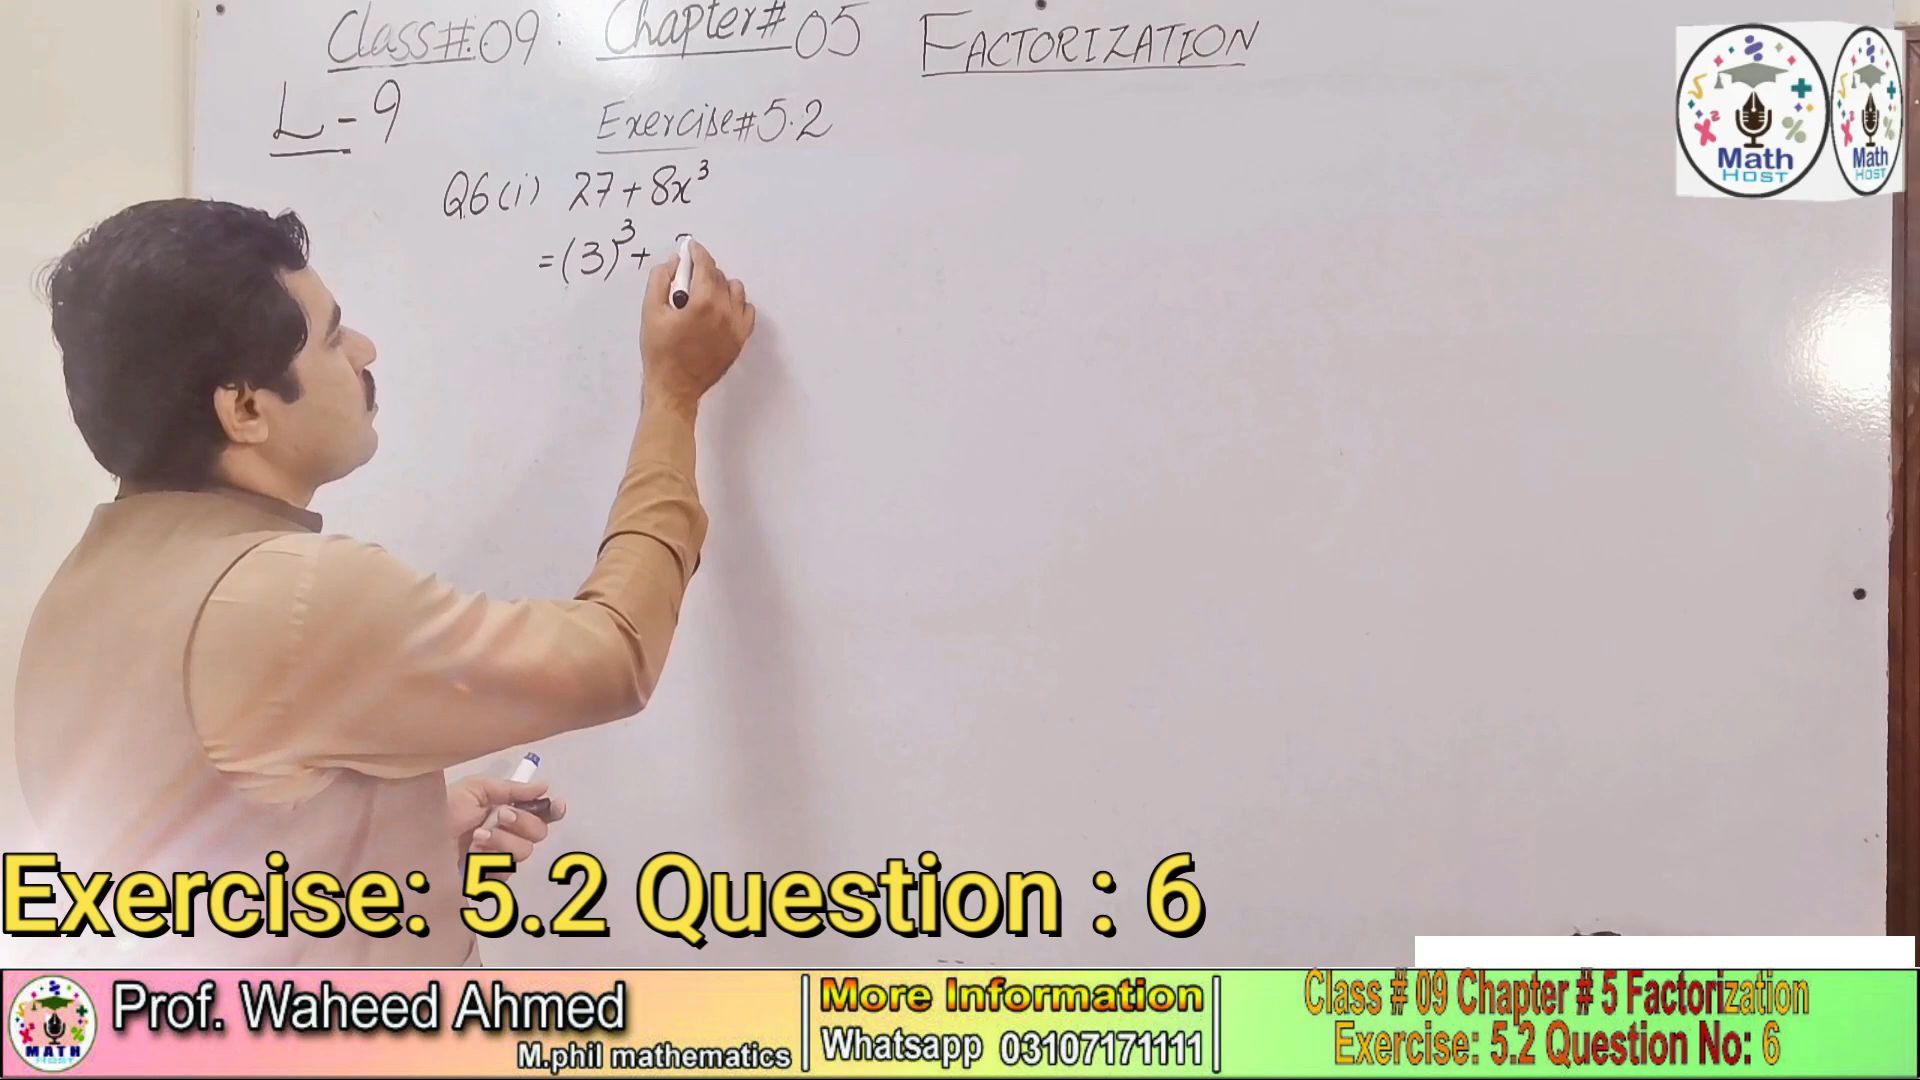 Class#:09: Chapter# 05 FACTORIZATION
L-9
Exercise#5.2
Q6(i) 27+8x³
=(3)³+
Math
HOST
Math
HOST
Exercise: 5.2 Question : 6
MATH
HOST
Prof. Waheed Ahmed
M.phil mathematics
More Information
Whatsapp 03107171111
Class # 09 Chapter # 5 Factorization
Exercise: 5.2 Question No: 6